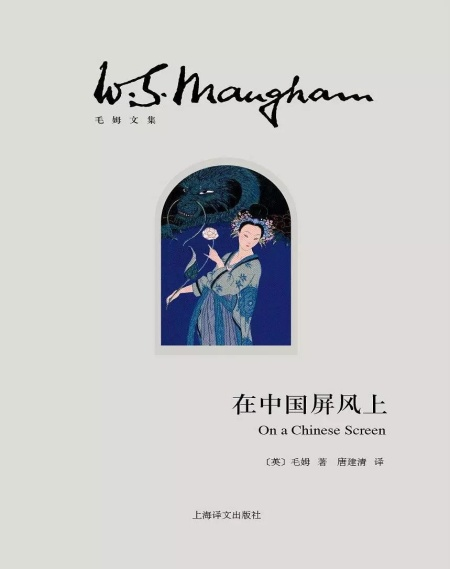 W.S. Maugham
毛姆文集
在中国屏风上
On a Chinese Screen
〔英〕毛姆 著 唐建清 译
上海译文出版社